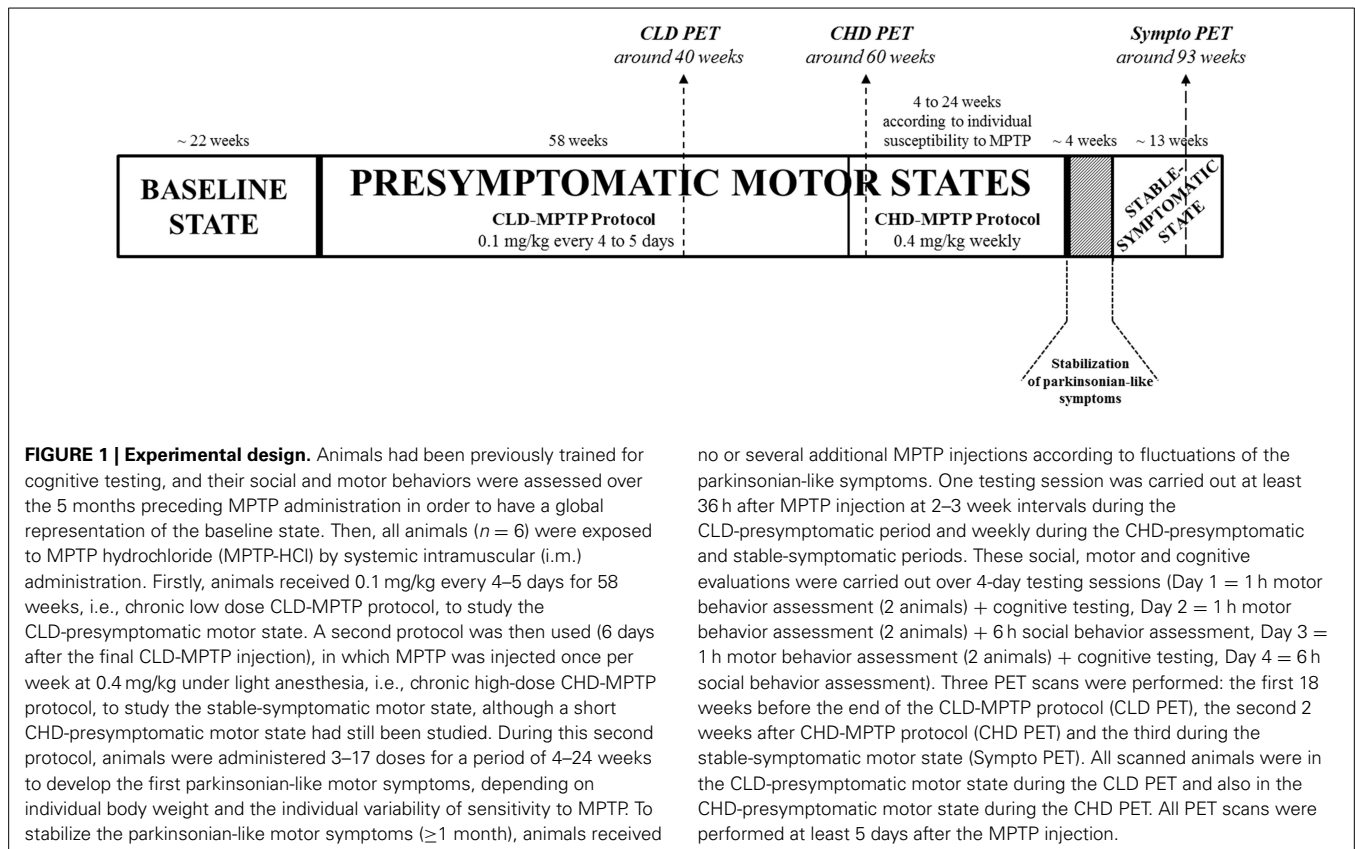 CLD PET
around 40 weeks
CHD PET
around 60 weeks
Sympto PET
around 93 weeks
~ 22 weeks
58 weeks
4 to 24 weeks
according to individual
susceptibility to MPTP
~ 4 weeks
~ 13 weeks
BASELINE
STATE
PRESYMPTOMATIC MOTOR STATES
CLD-MPTP Protocol
0.1 mg/kg every 4 to 5 days
CHD-MPTP Protocol
0.4 mg/kg weekly
STABLE-
SYMPTOMATIC
STATE
Stabilization
of parkinsonian-like
symptoms
FIGURE 1 | Experimental design. Animals had been previously trained for
cognitive testing, and their social and motor behaviors were assessed over
the 5 months preceding MPTP administration in order to have a global
representation of the baseline state. Then, all animals (n = 6) were exposed
to MPTP hydrochloride (MPTP-HCl) by systemic intramuscular (i.m.)
administration. Firstly, animals received 0.1 mg/kg every 4–5 days for 58
weeks, i.e., chronic low dose CLD-MPTP protocol, to study the
CLD-presymptomatic motor state. A second protocol was then used (6 days
after the final CLD-MPTP injection), in which MPTP was injected once per
week at 0.4 mg/kg under light anesthesia, i.e., chronic high-dose CHD-MPTP
protocol, to study the stable-symptomatic motor state, although a short
CHD-presymptomatic motor state had still been studied. During this second
protocol, animals were administered 3–17 doses for a period of 4–24 weeks
to develop the first parkinsonian-like motor symptoms, depending on
individual body weight and the individual variability of sensitivity to MPTP. To
stabilize the parkinsonian-like motor symptoms (≥1 month), animals received
no or several additional MPTP injections according to fluctuations of the
parkinsonian-like symptoms. One testing session was carried out at least
36 h after MPTP injection at 2–3 week intervals during the
CLD-presymptomatic period and weekly during the CHD-presymptomatic
and stable-symptomatic periods. These social, motor and cognitive
evaluations were carried out over 4-day testing sessions (Day 1 = 1 h motor
behavior assessment (2 animals) + cognitive testing, Day 2 = 1 h motor
behavior assessment (2 animals) + 6 h social behavior assessment, Day 3 =
1 h motor behavior assessment (2 animals) + cognitive testing, Day 4 = 6 h
social behavior assessment). Three PET scans were performed: the first 18
weeks before the end of the CLD-MPTP protocol (CLD PET), the second 2
weeks after CHD-MPTP protocol (CHD PET) and the third during the
stable-symptomatic motor state (Sympto PET). All scanned animals were in
the CLD-presymptomatic motor state during the CLD PET and also in the
CHD-presymptomatic motor state during the CHD PET. All PET scans were
performed at least 5 days after the MPTP injection.